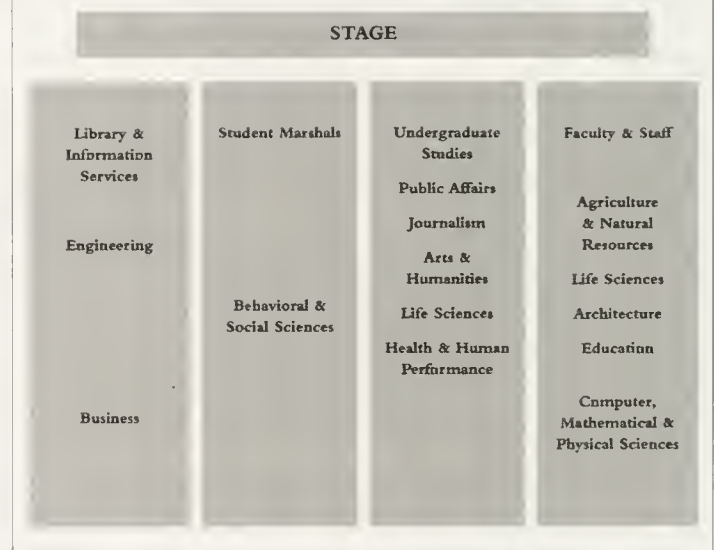 STAGE
Library &
Information
Services
Engineering
Business
Student Marshals
Behavioral &
Social Sciences
Undergraduate
Studies
Public Affairs
Journalism
Arts &
Humanities
Life Sciences
Health & Human
Performance
Faculty & Staff
Agriculture
& Natural
Resources
Life Sciences
Architecture
Education
Computer,
Mathematical &
Physical Sciences